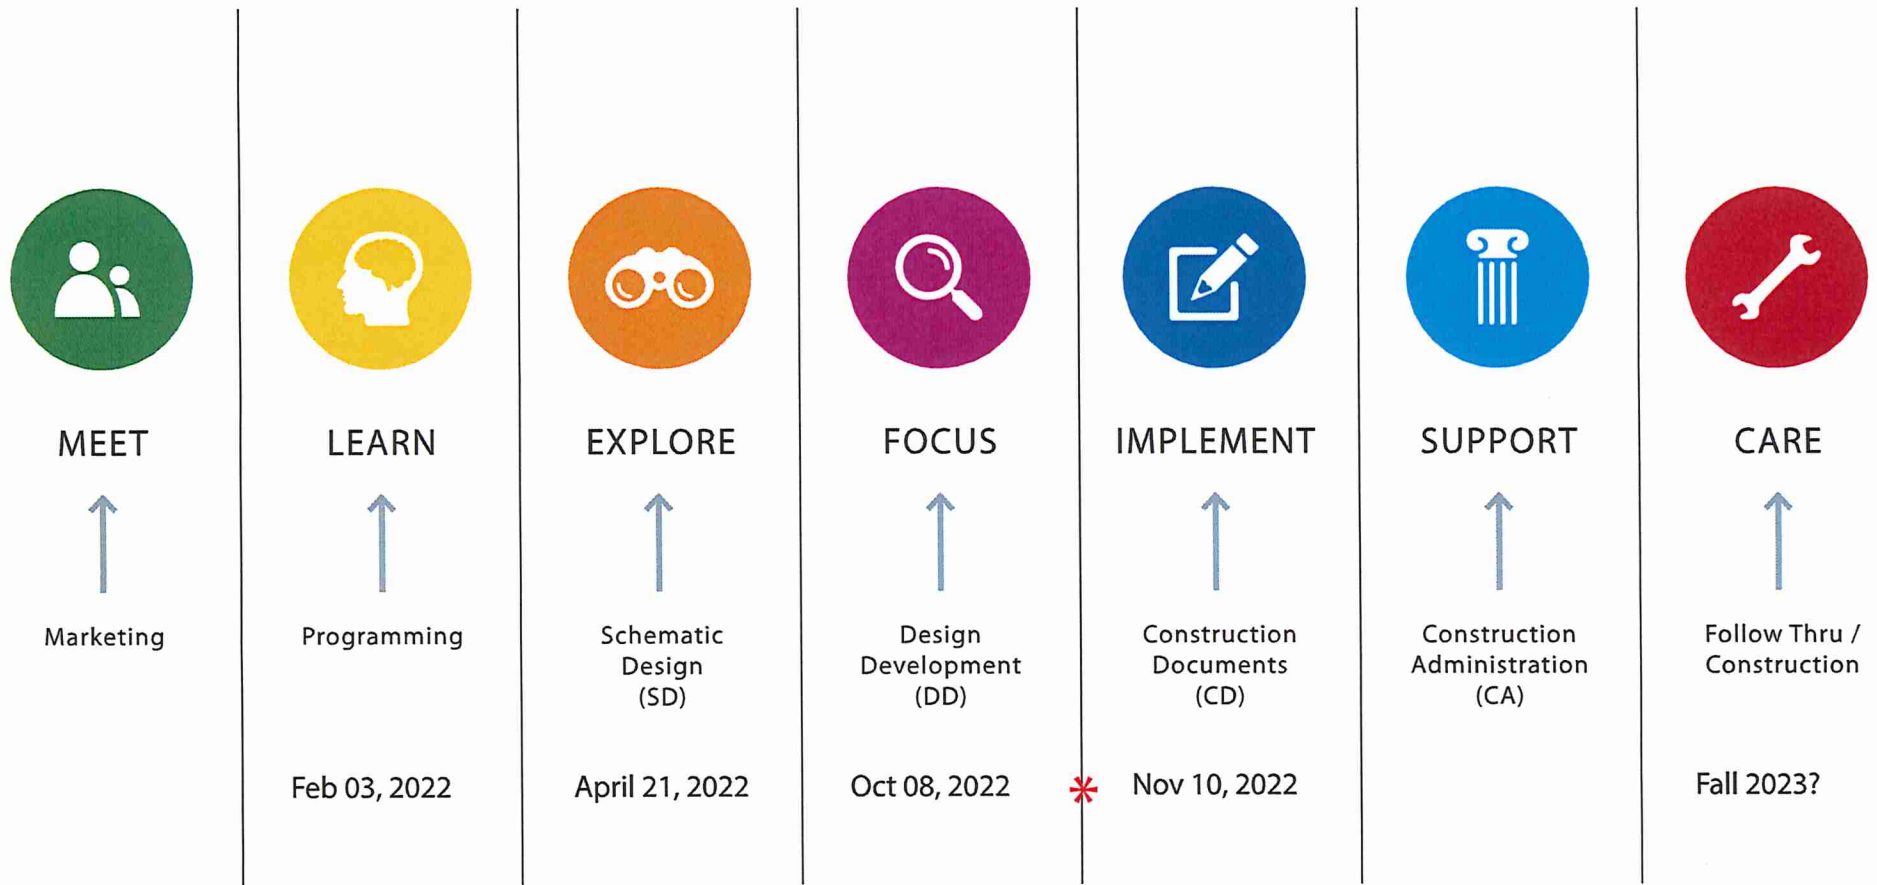 MEET
LEARN
EXPLORE
FOCUS
IMPLEMENT
SUPPORT
CARE
Marketing
Programming
Schematic
Design
(SD)
Design
Development
(DD)
Construction
Documents
(CD)
Construction
Administration
(CA)
Follow Thru /
Construction
Feb 03, 2022
April 21, 2022
Oct 08, 2022
*
Nov 10, 2022
Fall 2023?